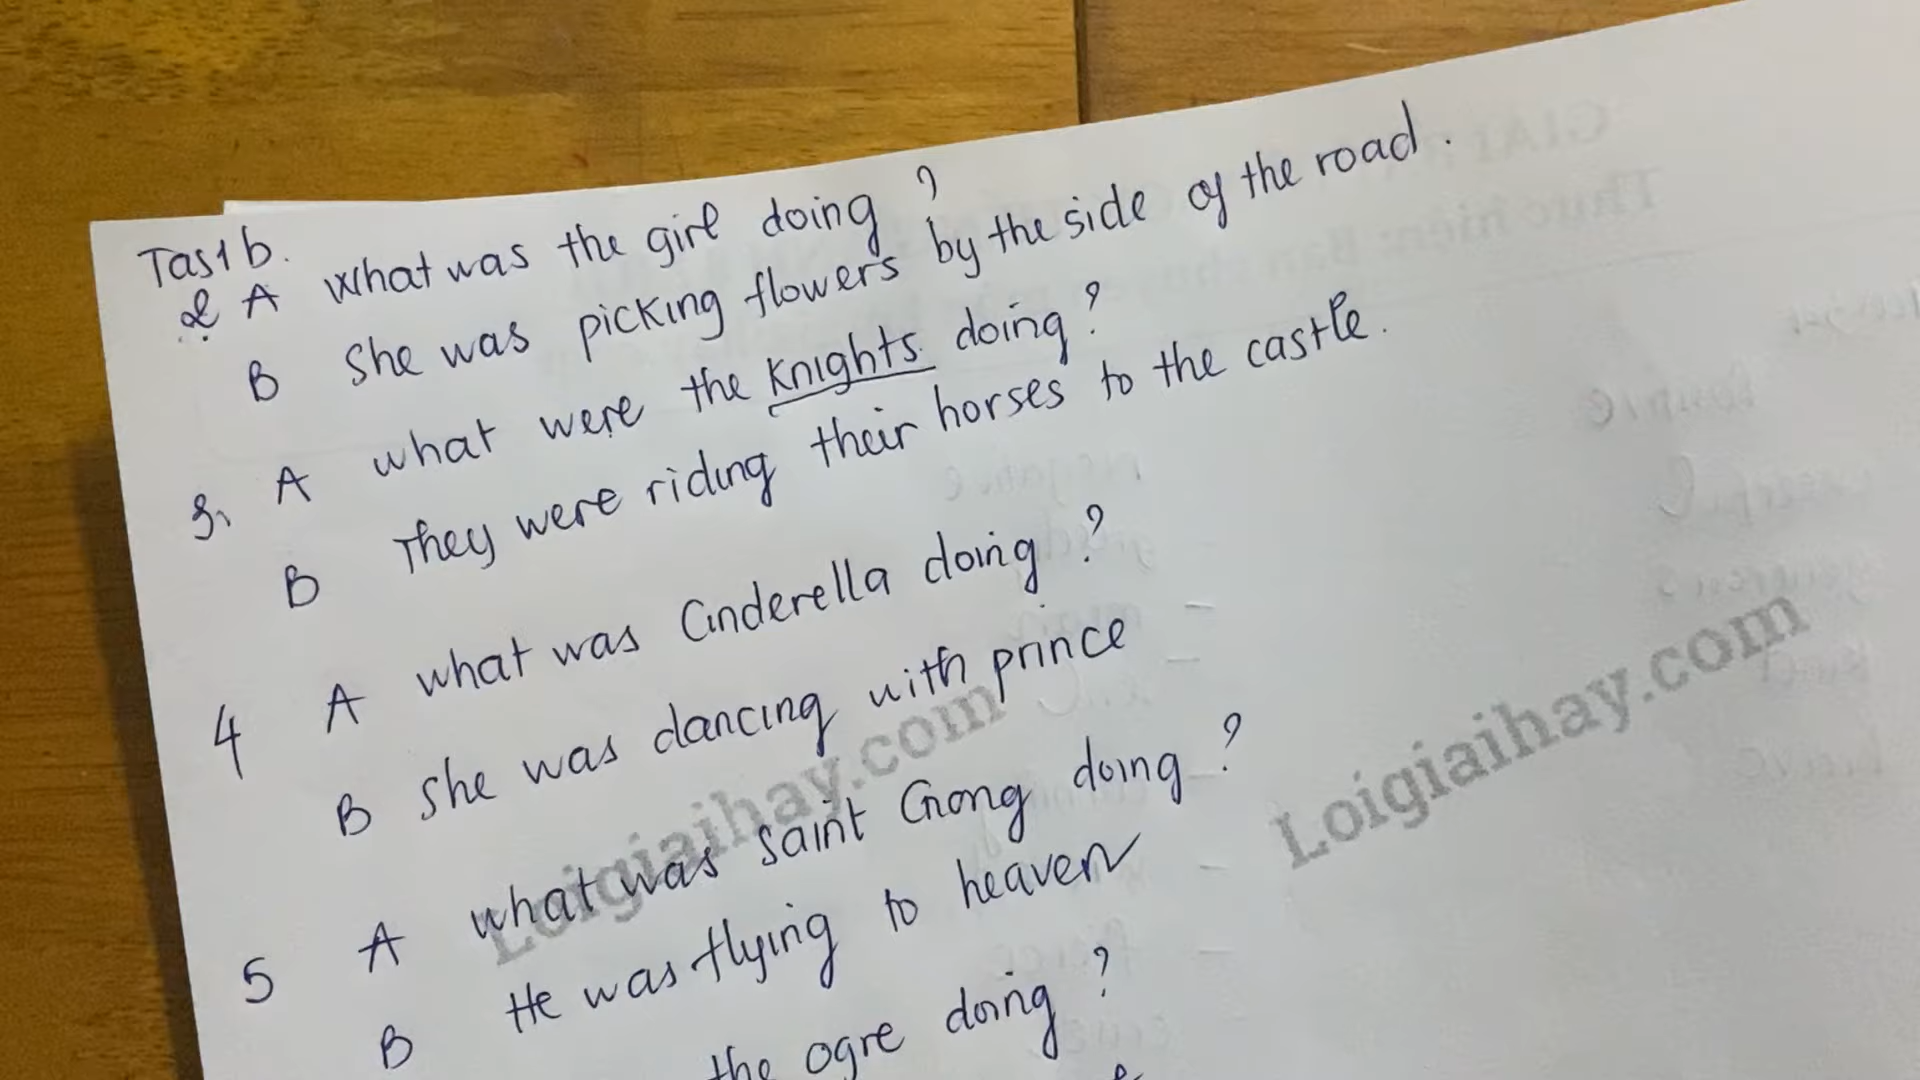 Task b.
2. A What was the girl doing ?
B She was picking flowers by the side of the road.
3. A What were the knights doing ?
B They were riding their horses to the castle.
4 A What was Cinderella doing ?
B She was dancing with prince
5 A What was saint Giong doing ?
B He was flying to heaven
the ogre doing ?
Loigiaihay.com
Loigiaihay.com